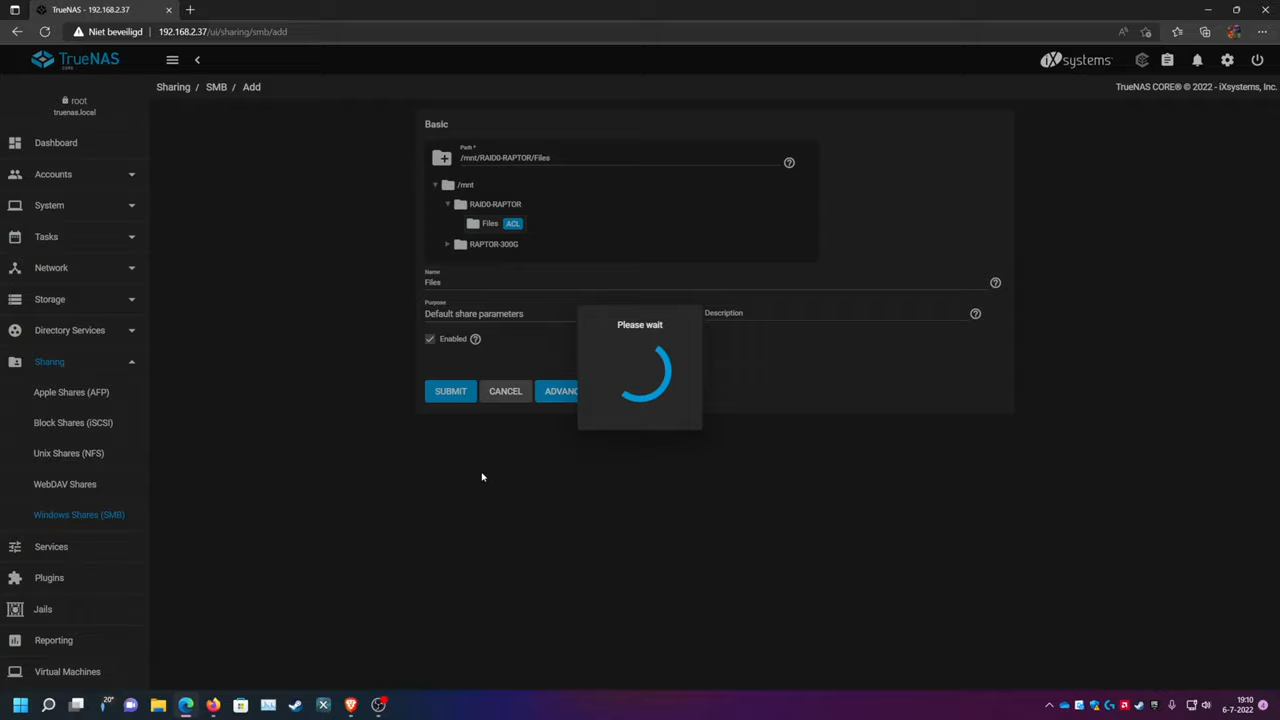 TrueNAS - 192.168.2.37
Niet beveiligd
192.168.2.37/ui/sharing/smb/add
TrueNAS
CORE
iXsystems
Sharing / SMB / Add
TrueNAS CORE® © 2022 - iXsystems, Inc.
root
truenas.local
Dashboard
Accounts
System
Tasks
Network
Storage
Directory Services
Sharing
Apple Shares (AFP)
Block Shares (iSCSI)
Unix Shares (NFS)
WebDAV Shares
Windows Shares (SMB)
Services
Plugins
Jails
Reporting
Virtual Machines
Basic
Path *
/mnt/RAID0-RAPTOR/Files
/mnt
RAID0-RAPTOR
Files ACL
RAPTOR-300G
Name
Files
Purpose
Default share parameters
Description
Enabled
SUBMIT
CANCEL
ADVANC
Please wait
20°
19:10
6-7-2022